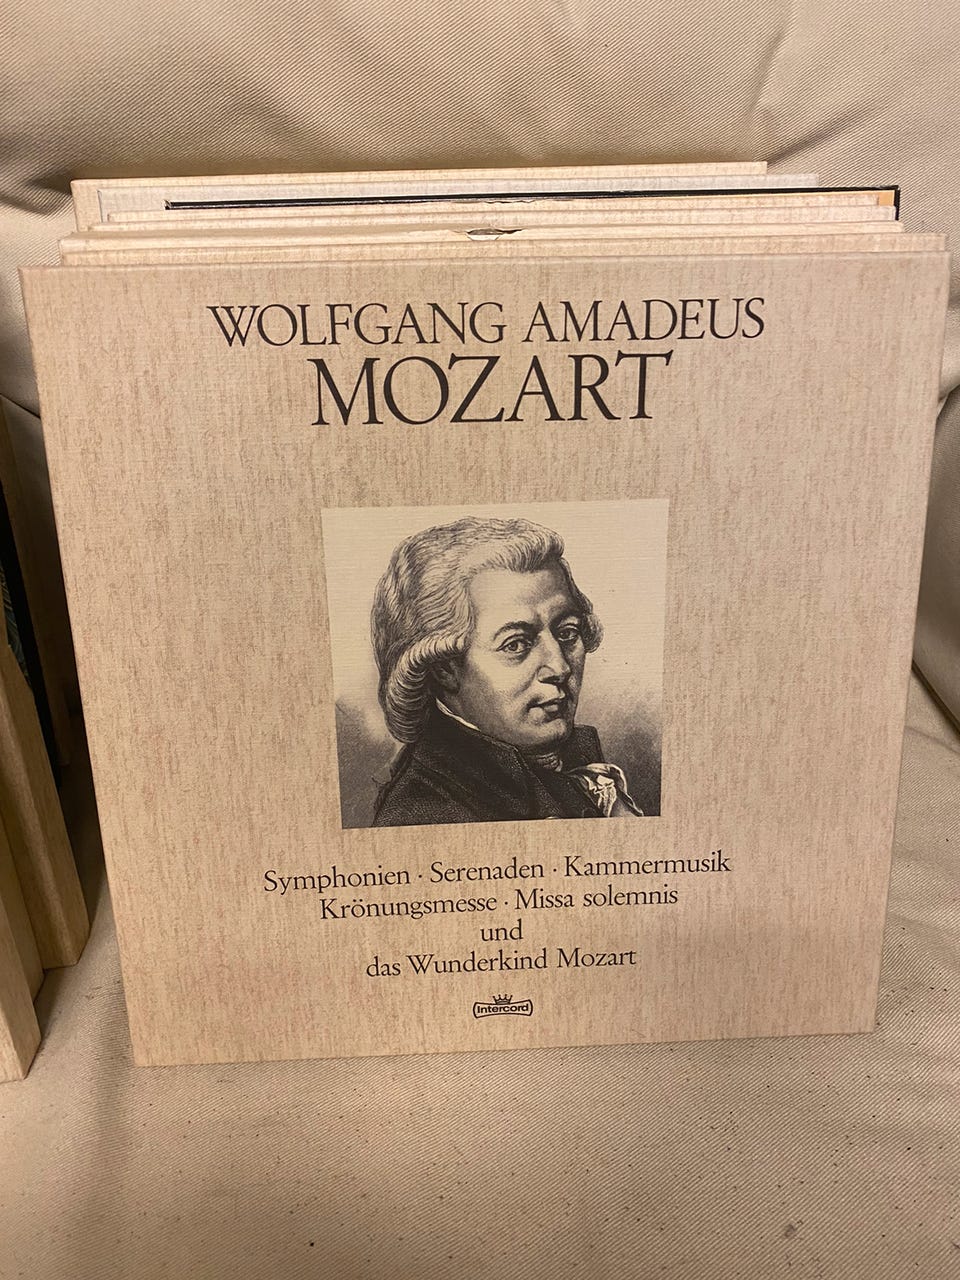 WOLFGANG AMADEUS
MOZART
Symphonien · Serenaden · Kammermusik
Krönungsmesse · Missa solemnis
und
das Wunderkind Mozart
Intercord